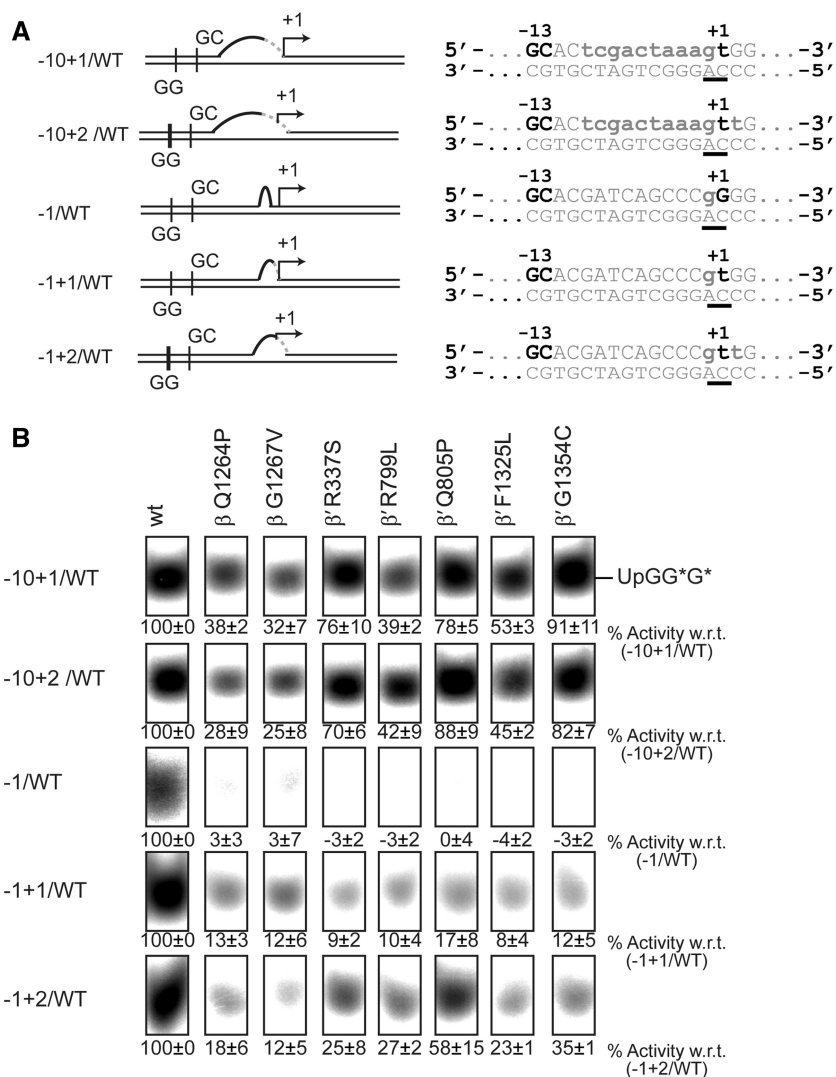 A
-10+1/WT
GC
+1
GG
-13 +1
5′-...GCACtcgactaaagtGG...-3′
3′-...CGTGCTAGTCGGGACCC...-5′
-10+2 /WT
GC
+1
GG
-13 +1
5′-...GCACtcgactaaagttG...-3′
3′-...CGTGCTAGTCGGGACCC...-5′
-1/WT
GC
+1
GG
-13 +1
5′-...GCACGATCAGCCCgGGG...-3′
3′-...CGTGCTAGTCGGGACCC...-5′
-1+1/WT
GC
+1
GG
-13 +1
5′-...GCACGATCAGCCCgtGG...-3′
3′-...CGTGCTAGTCGGGACCC...-5′
-1+2/WT
GC
+1
GG
-13 +1
5′-...GCACGATCAGCCCgttG...-3′
3′-...CGTGCTAGTCGGGACCC...-5′
B
wt β Q1264P β G1267V β′R337S β′R799L β′Q805P β′F1325L β′G1354C
-10+1/WT
UpGG*G*
100±0 38±2 32±7 76±10 39±2 78±5 53±3 91±11 % Activity w.r.t.
(-10+1/WT)
-10+2 /WT
100±0 28±9 25±8 70±6 42±9 88±9 45±2 82±7 % Activity w.r.t.
(-10+2/WT)
-1/WT
100±0 3±3 3±7 -3±2 -3±2 0±4 -4±2 -3±2 % Activity w.r.t.
(-1/WT)
-1+1/WT
100±0 13±3 12±6 9±2 10±4 17±8 8±4 12±5 % Activity w.r.t.
(-1+1/WT)
-1+2/WT
100±0 18±6 12±5 25±8 27±2 58±15 23±1 35±1 % Activity w.r.t.
(-1+2/WT)